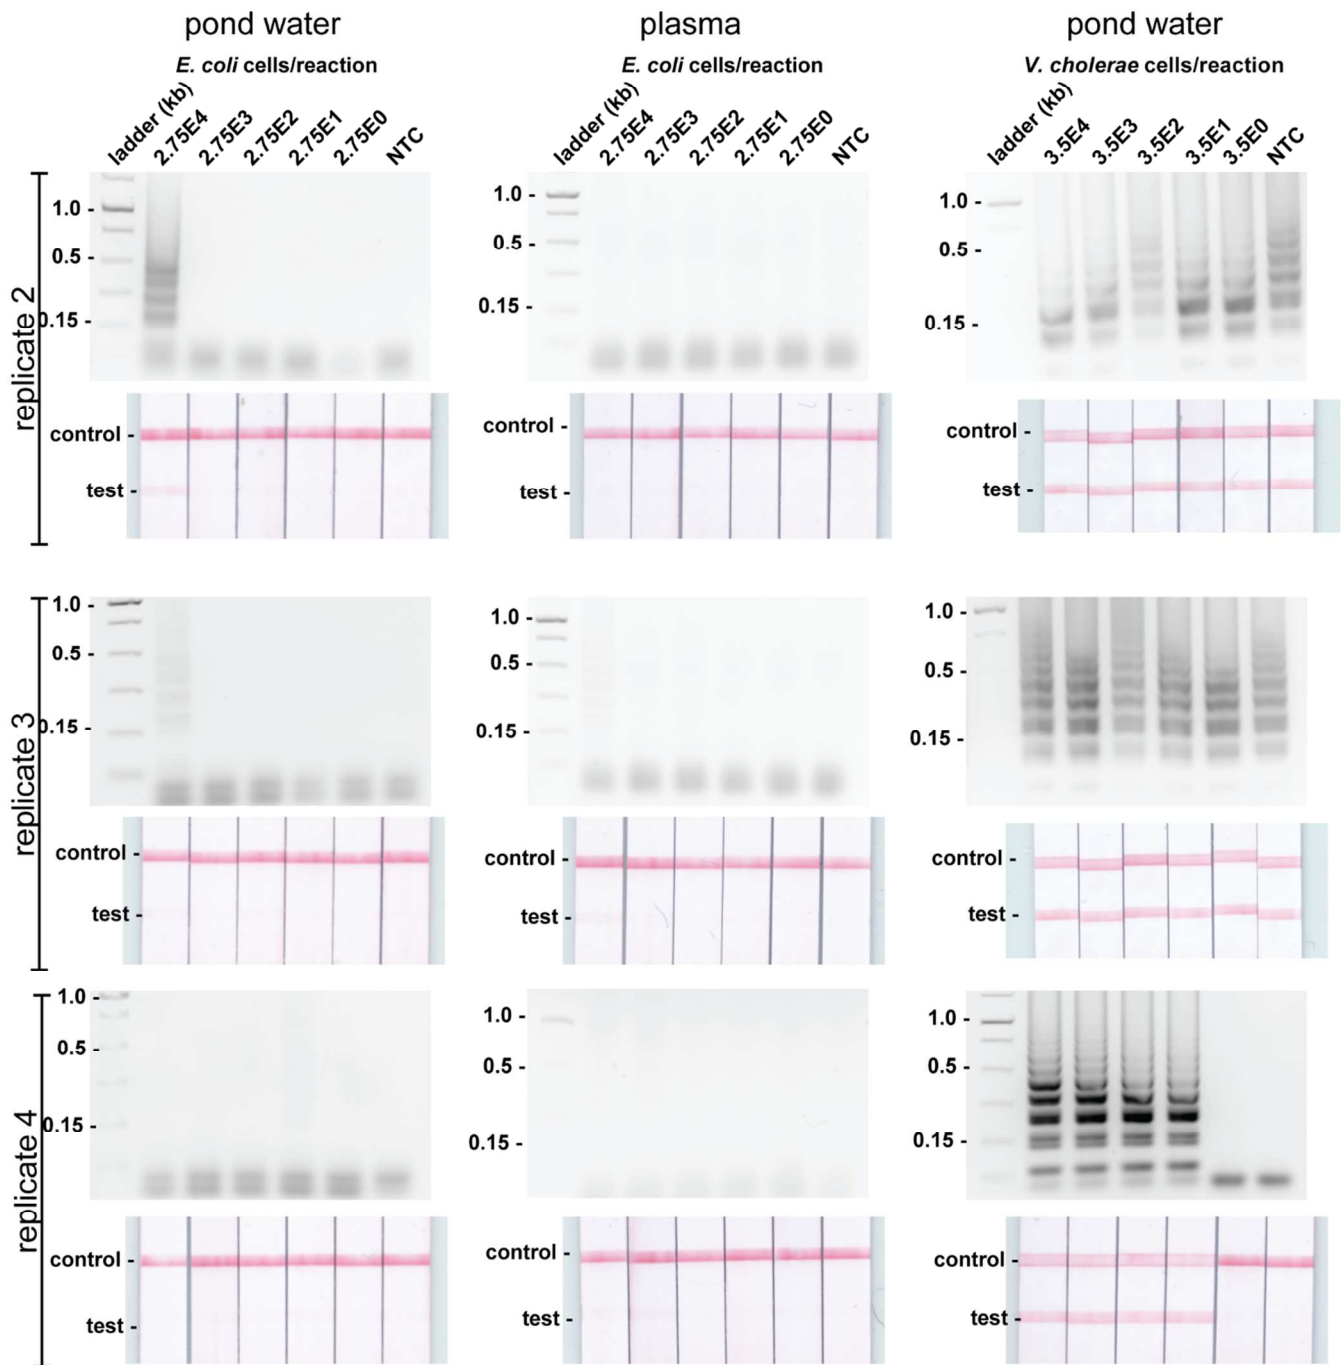 pond water
plasma
pond water
E. coli cells/reaction
E. coli cells/reaction
V. cholerae cells/reaction
ladder (kb)
2.75E4
2.75E3
2.75E2
2.75E1
2.75E0
NTC
ladder (kb)
2.75E4
2.75E3
2.75E2
2.75E1
2.75E0
NTC
ladder (kb)
3.5E4
3.5E3
3.5E2
3.5E1
3.5E0
NTC
replicate 2
1.0 -
0.5 -
0.15 -
control -
test -
1.0 -
0.5 -
0.15 -
control -
test -
1.0 -
0.5 -
0.15 -
control -
test -
replicate 3
1.0 -
0.5 -
0.15 -
control -
test -
1.0 -
0.5 -
0.15 -
control -
test -
1.0 -
0.5 -
0.15 -
control -
test -
replicate 4
1.0 -
0.5 -
0.15 -
control -
test -
1.0 -
0.5 -
0.15 -
control -
test -
1.0 -
0.5 -
0.15 -
control -
test -